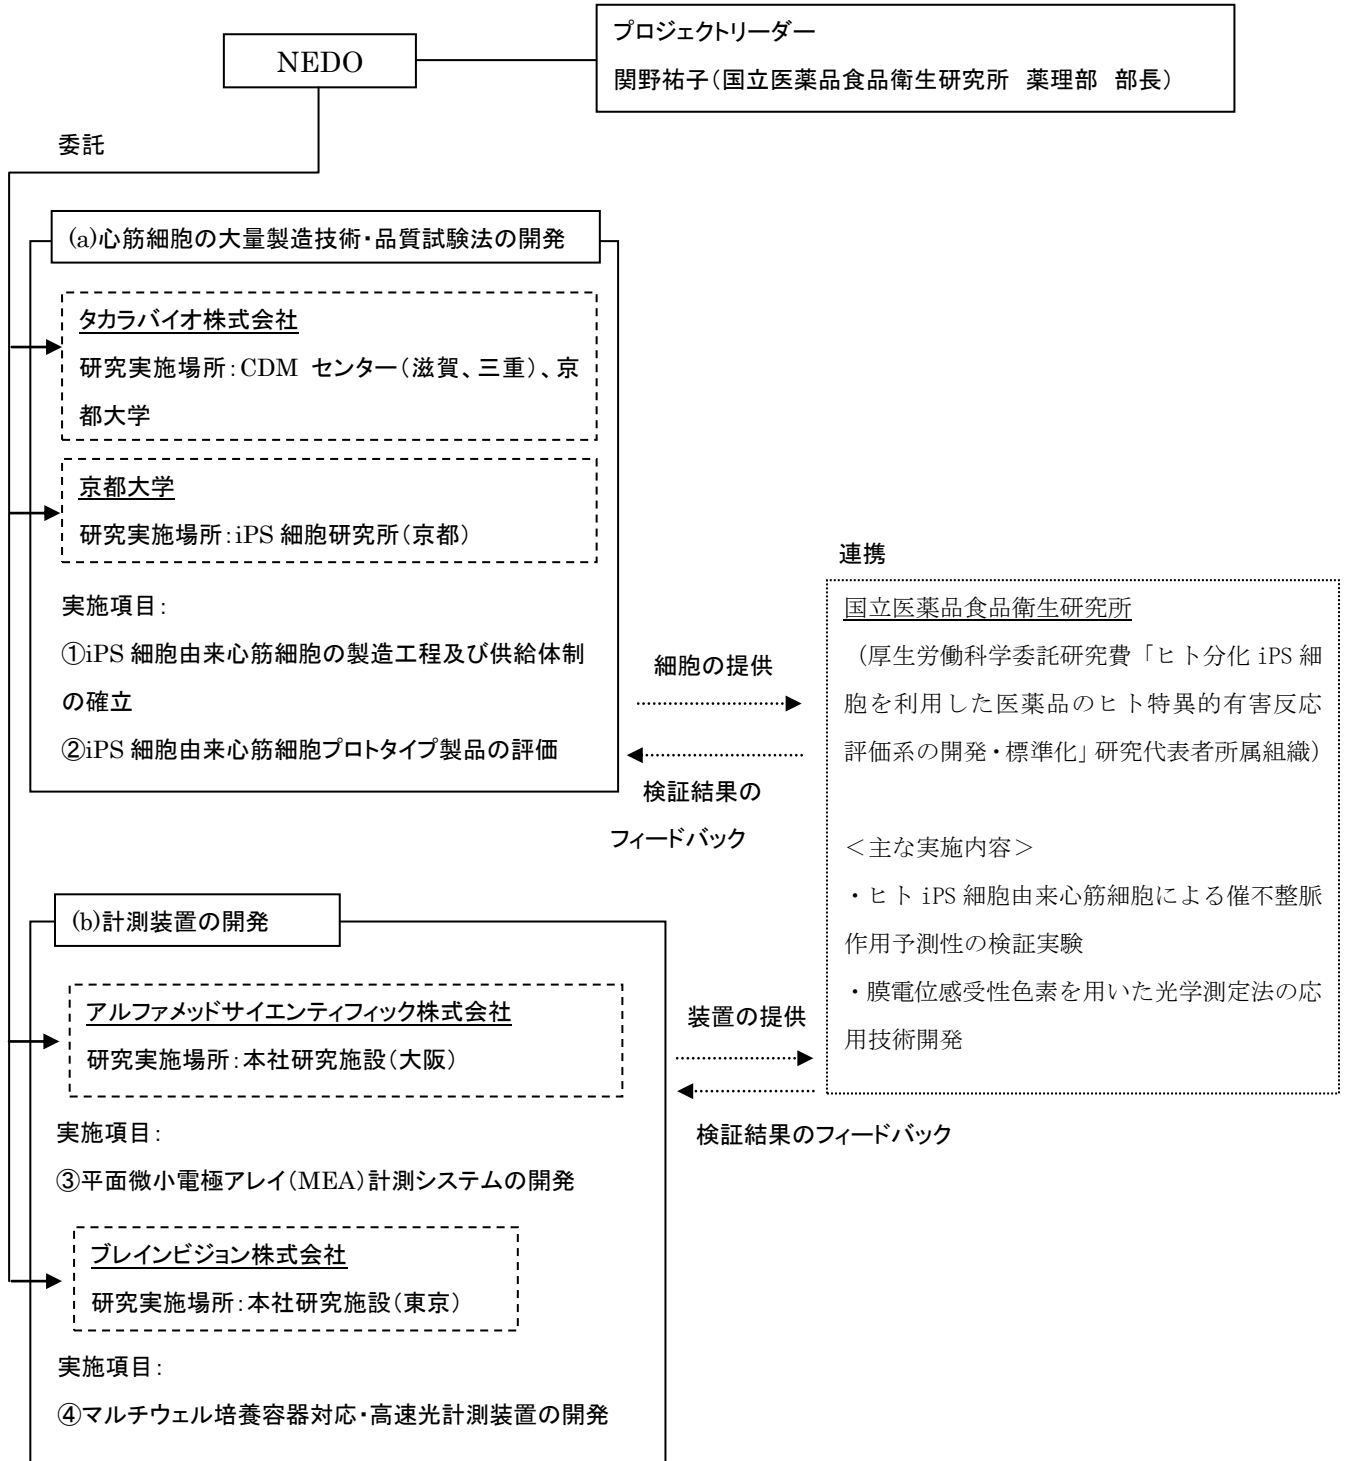 プロジェクトリーダー
NEDO
関野祐子(国立医薬品食品衛生研究所 薬理部 部長)
委託
(a)心筋細胞の大量製造技術・品質試験法の開発
タカラバイオ株式会社
研究実施場所:CDM センター(滋賀、三重)、京
都大学
京都大学
研究実施場所:iPS 細胞研究所(京都)
実施項目:
①iPS 細胞由来心筋細胞の製造工程及び供給体制
の確立
②iPS 細胞由来心筋細胞プロトタイプ製品の評価
細胞の提供
検証結果の
フィードバック
連携
国立医薬品食品衛生研究所
(厚生労働科学委託研究費「ヒト分化 iPS 細
胞を利用した医薬品のヒト特異的有害反応
評価系の開発・標準化」研究代表者所属組織)
<主な実施内容>
・ヒト iPS 細胞由来心筋細胞による催不整脈
作用予測性の検証実験
・膜電位感受性色素を用いた光学測定法の応
用技術開発
(b)計測装置の開発
アルファメッドサイエンティフィック株式会社
研究実施場所:本社研究施設(大阪)
装置の提供
検証結果のフィードバック
実施項目:
③平面微小電極アレイ(MEA)計測システムの開発
ブレインビジョン株式会社
研究実施場所:本社研究施設(東京)
実施項目:
④マルチウェル培養容器対応・高速光計測装置の開発